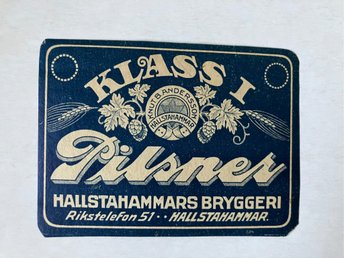 KLASS I
KNUT B. ANDERSSON
HALLSTAHAMMAR
Pilsner
HALLSTAHAMMARS BRYGGERI
Rikstelefon 51 · · HALLSTAHAMMAR.